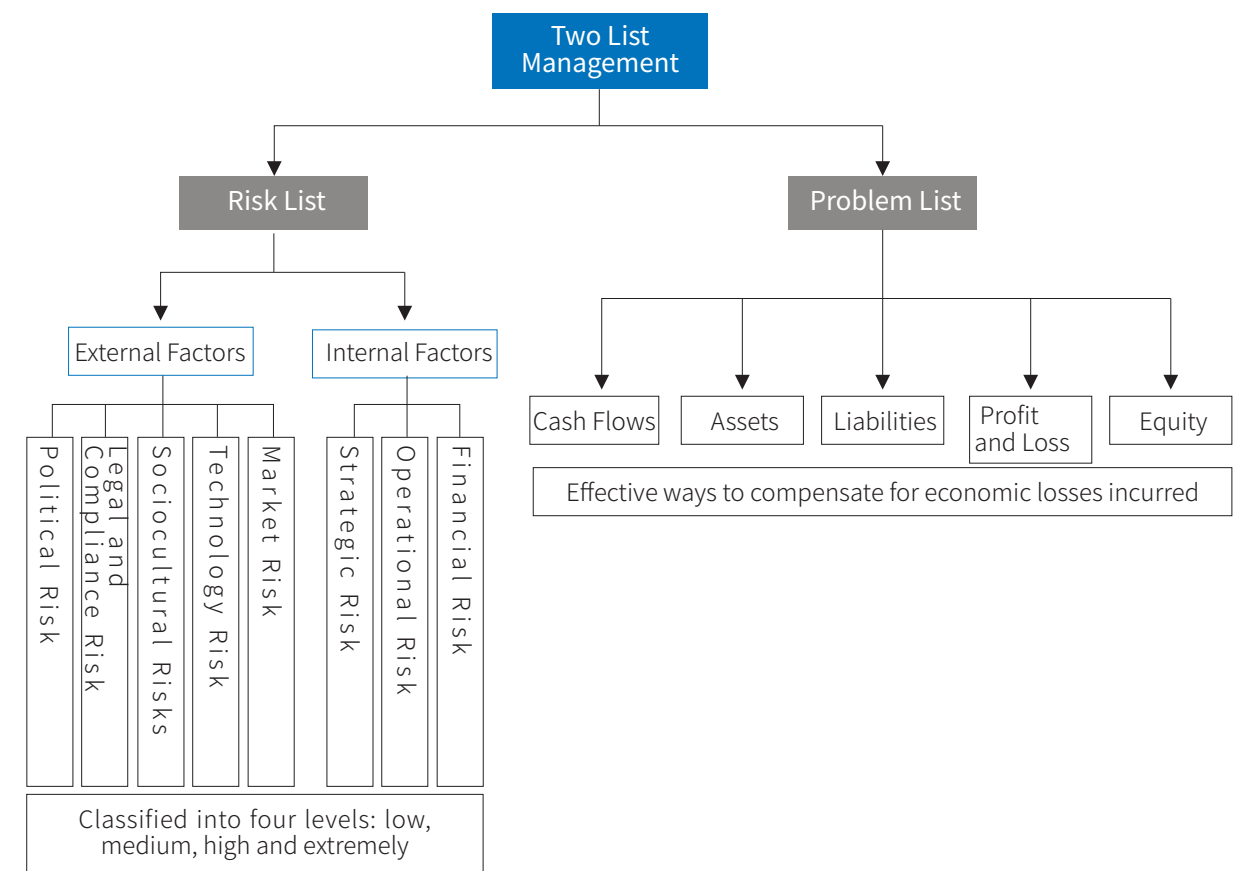 Two List
Management
Risk List
Problem List
External Factors
Internal Factors
Cash Flows
Assets
Liabilities
Profit
and Loss
Equity
Effective ways to compensate for economic losses incurred
Political Risk
Legal and
Compliance Risk
Sociocultural Risks
Technology Risk
Market Risk
Strategic Risk
Operational Risk
Financial Risk
Classified into four levels: low,
medium, high and extremely